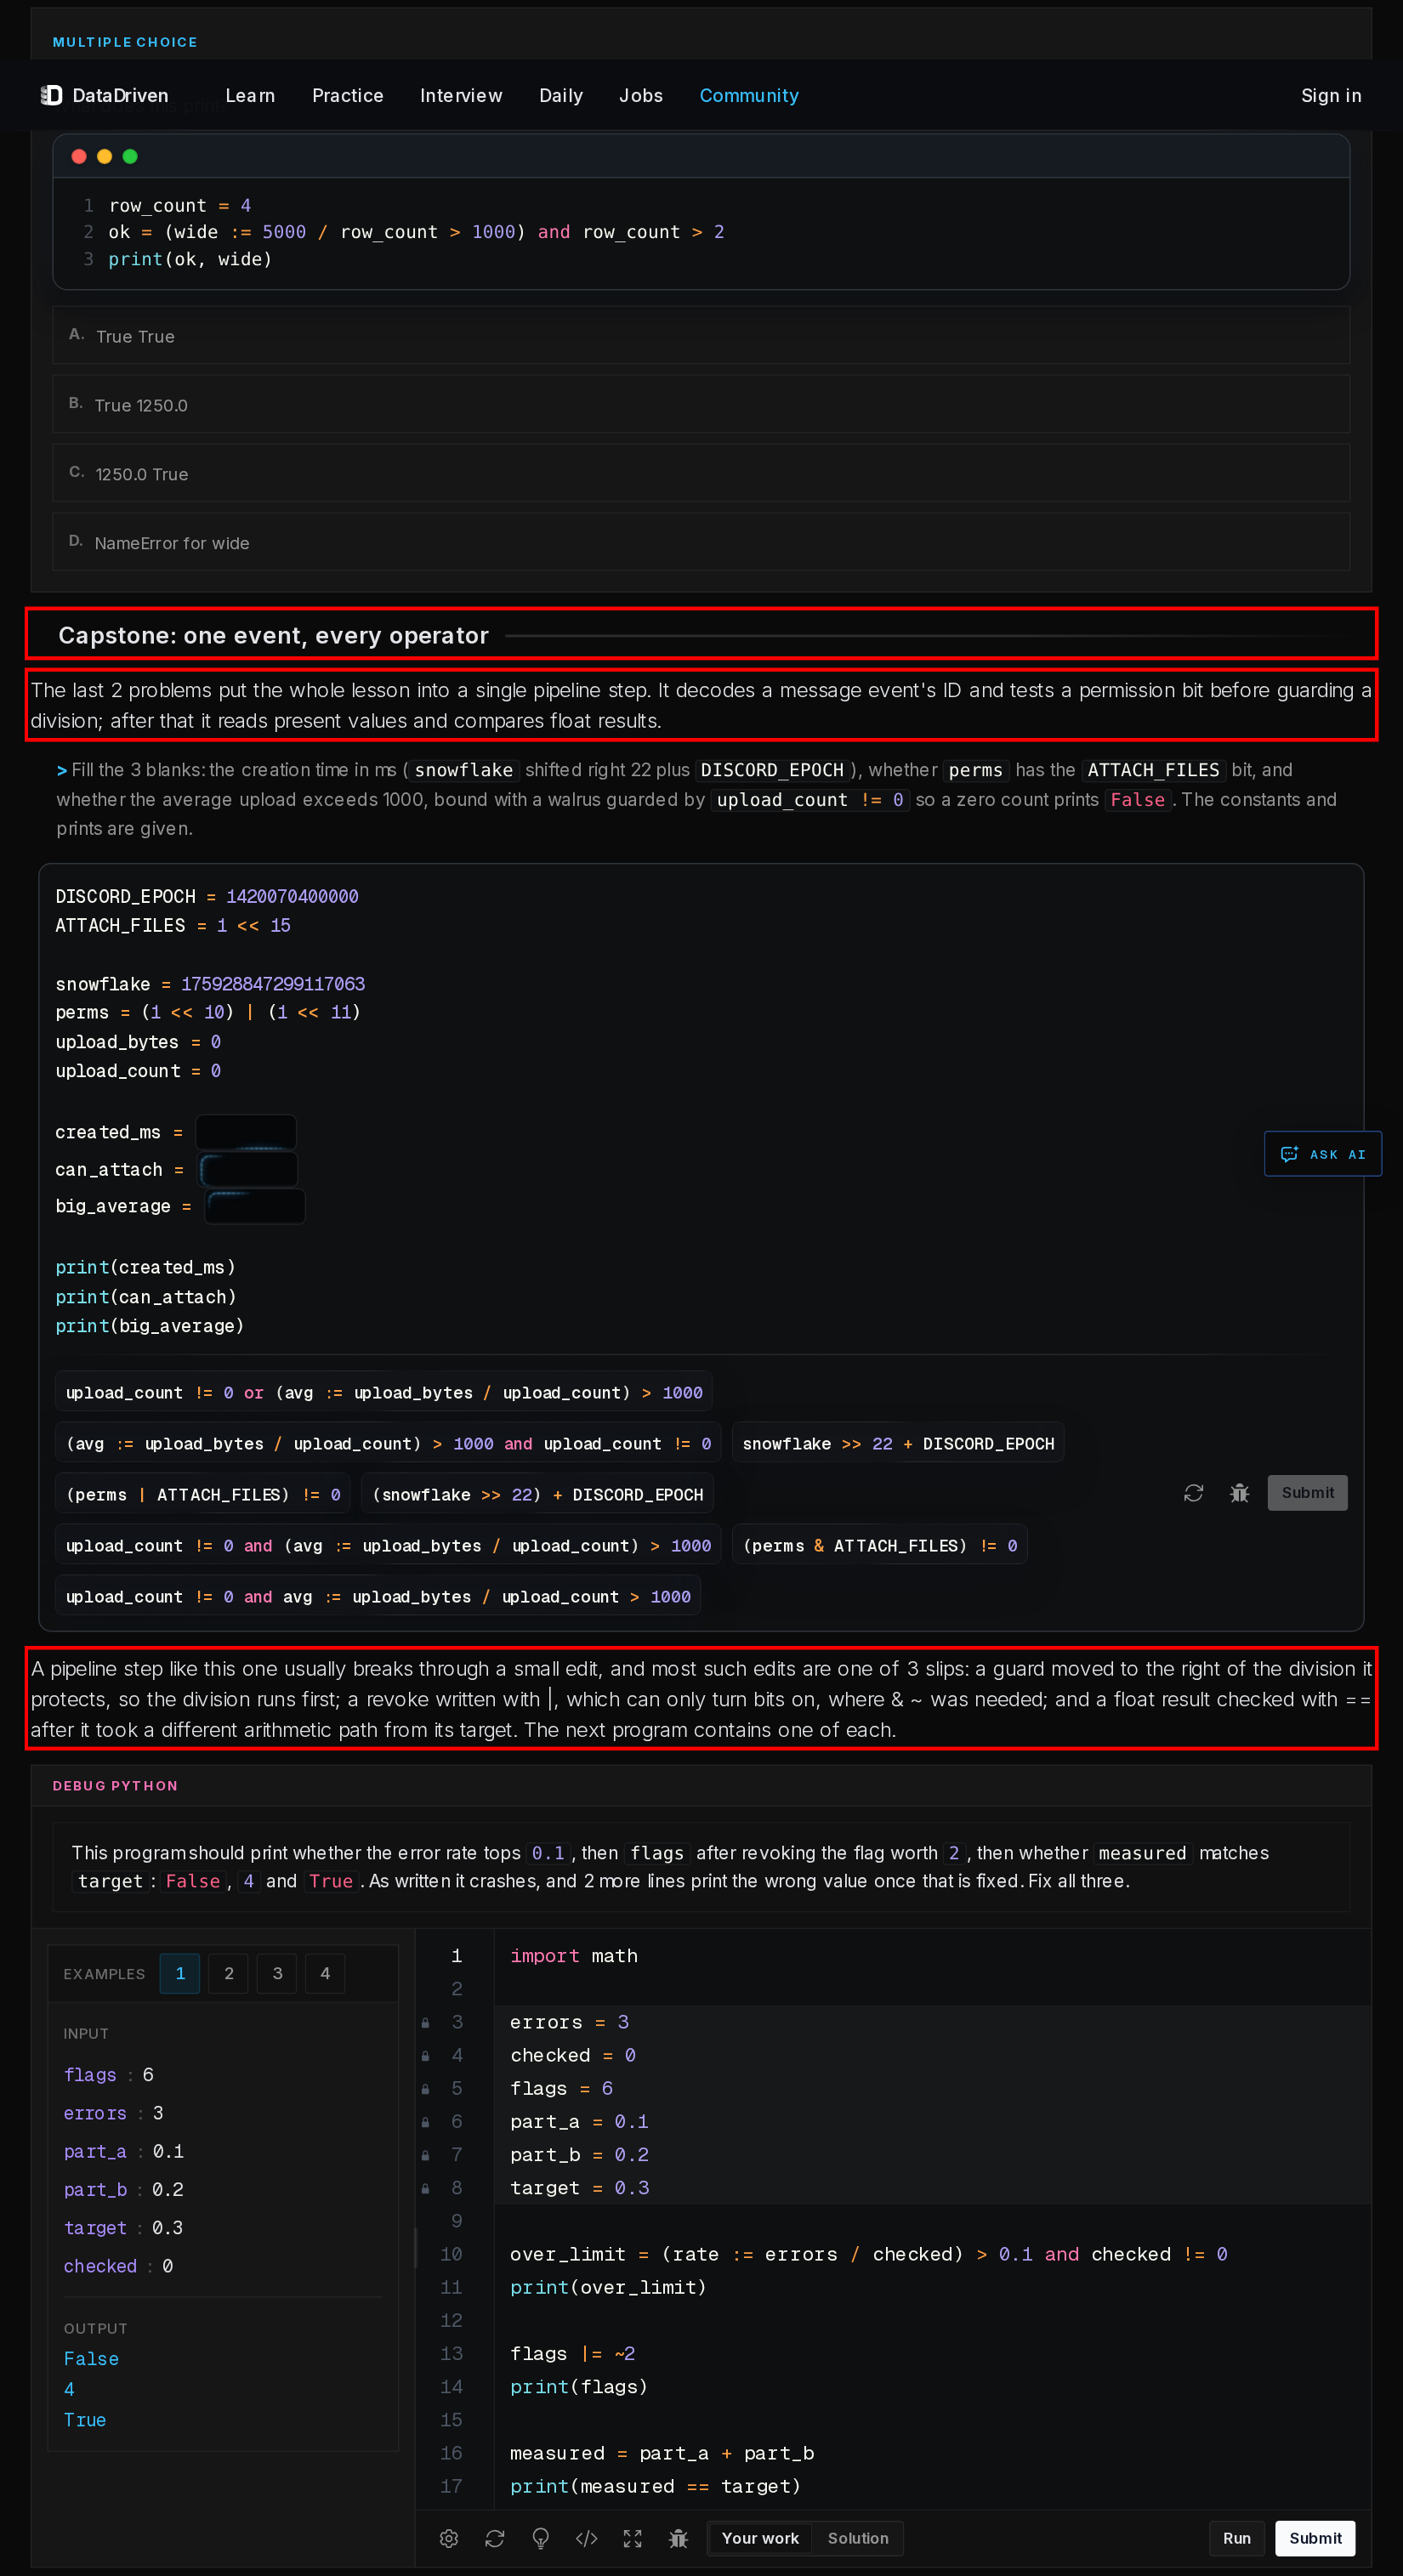 MULTIPLE CHOICE
DataDriven Learn Practice Interview Daily Jobs Community Sign in
1 row_count = 4
2 ok = (wide := 5000 / row_count > 1000) and row_count > 2
3 print(ok, wide)
A. True True
B. True 1250.0
C. 1250.0 True
D. NameError for wide
Capstone: one event, every operator
The last 2 problems put the whole lesson into a single pipeline step. It decodes a message event's ID and tests a permission bit before guarding a
division; after that it reads present values and compares float results.
> Fill the 3 blanks: the creation time in ms (snowflake shifted right 22 plus DISCORD_EPOCH), whether perms has the ATTACH_FILES bit, and
whether the average upload exceeds 1000, bound with a walrus guarded by upload_count != 0 so a zero count prints False. The constants and
prints are given.
DISCORD_EPOCH = 1420070400000
ATTACH_FILES = 1 << 15
snowflake = 175928847299117063
perms = (1 << 10) | (1 << 11)
upload_bytes = 0
upload_count = 0
created_ms =
can_attach =
ASK AI
big_average =
print(created_ms)
print(can_attach)
print(big_average)
upload_count != 0 or (avg := upload_bytes / upload_count) > 1000
(avg := upload_bytes / upload_count) > 1000 and upload_count != 0 snowflake >> 22 + DISCORD_EPOCH
(perms | ATTACH_FILES) != 0 (snowflake >> 22) + DISCORD_EPOCH Submit
upload_count != 0 and (avg := upload_bytes / upload_count) > 1000 (perms & ATTACH_FILES) != 0
upload_count != 0 and avg := upload_bytes / upload_count > 1000
A pipeline step like this one usually breaks through a small edit, and most such edits are one of 3 slips: a guard moved to the right of the division it
protects, so the division runs first; a revoke written with |, which can only turn bits on, where & ~ was needed; and a float result checked with ==
after it took a different arithmetic path from its target. The next program contains one of each.
DEBUG PYTHON
This program should print whether the error rate tops 0.1, then flags after revoking the flag worth 2, then whether measured matches
target: False, 4 and True. As written it crashes, and 2 more lines print the wrong value once that is fixed. Fix all three.
EXAMPLES 1 2 3 4
INPUT
flags : 6
errors : 3
part_a : 0.1
part_b : 0.2
target : 0.3
checked : 0
OUTPUT
False
4
True
1 import math
2
3 errors = 3
4 checked = 0
5 flags = 6
6 part_a = 0.1
7 part_b = 0.2
8 target = 0.3
9
10 over_limit = (rate := errors / checked) > 0.1 and checked != 0
11 print(over_limit)
12
13 flags |= ~2
14 print(flags)
15
16 measured = part_a + part_b
17 print(measured == target)
Your work Solution Run Submit